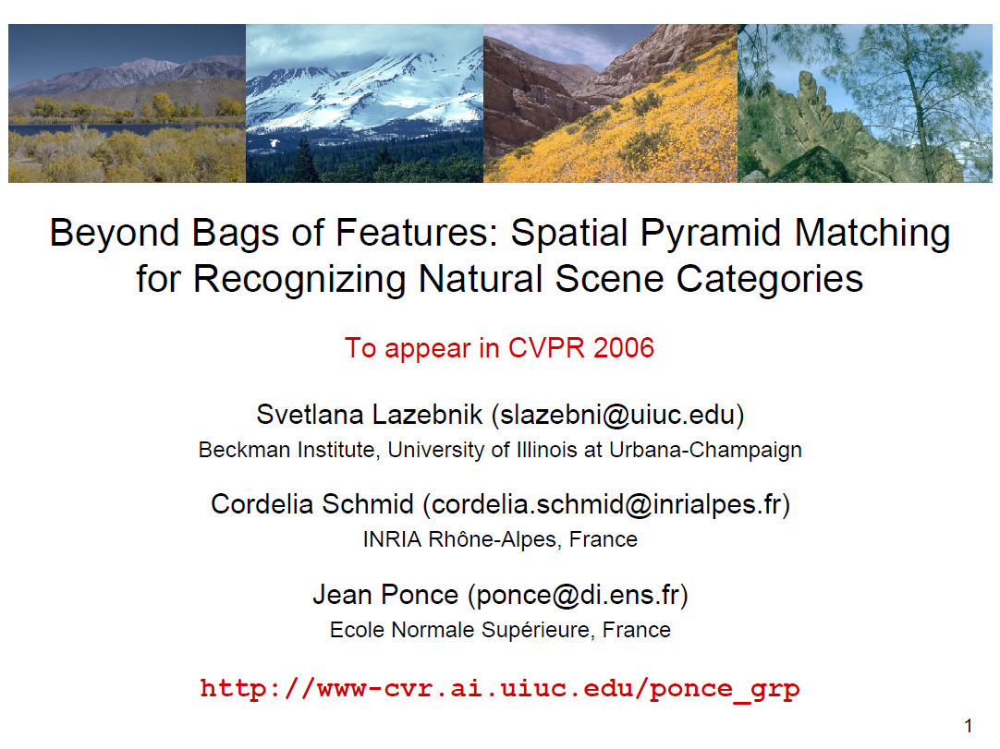 Beyond Bags of Features: Spatial Pyramid Matching
for Recognizing Natural Scene Categories
To appear in CVPR 2006
Svetlana Lazebnik (slazebni@uiuc.edu)
Beckman Institute, University of Illinois at Urbana-Champaign
Cordelia Schmid (cordelia.schmid@inrialpes.fr)
INRIA Rhône-Alpes, France
Jean Ponce (ponce@di.ens.fr)
Ecole Normale Supérieure, France
http://www-cvr.ai.uiuc.edu/ponce_grp
1